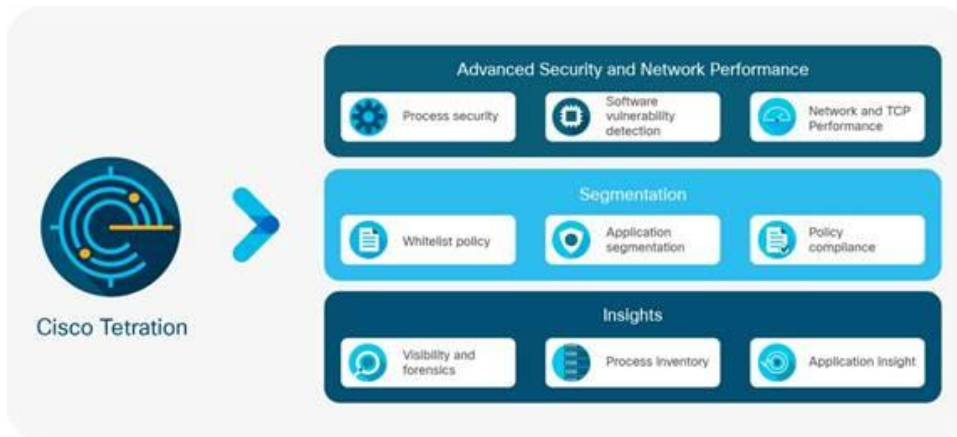 Cisco Tetration
Advanced Security and Network Performance
Process security
Software
vulnerability
detection
Network and TCP
Performance
Segmentation
Whitelist policy
Application
segmentation
Policy
compliance
Insights
Visibility and
forensics
Process Inventory
Application Insight